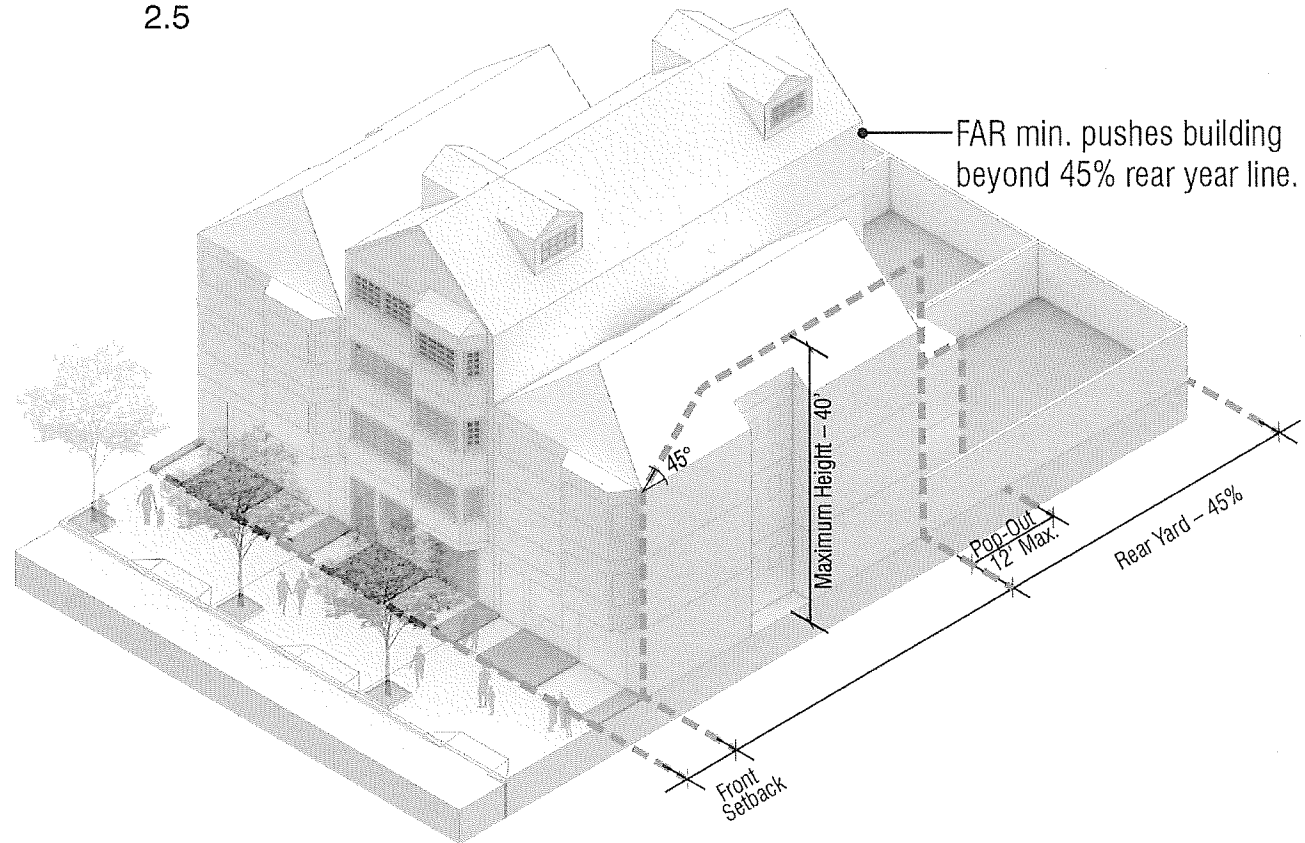 2.5
FAR min. pushes building
beyond 45% rear year line.
45°
Maximum Height – 40'
Pop-Out
12' Max.
Rear Yard – 45%
Front
Setback